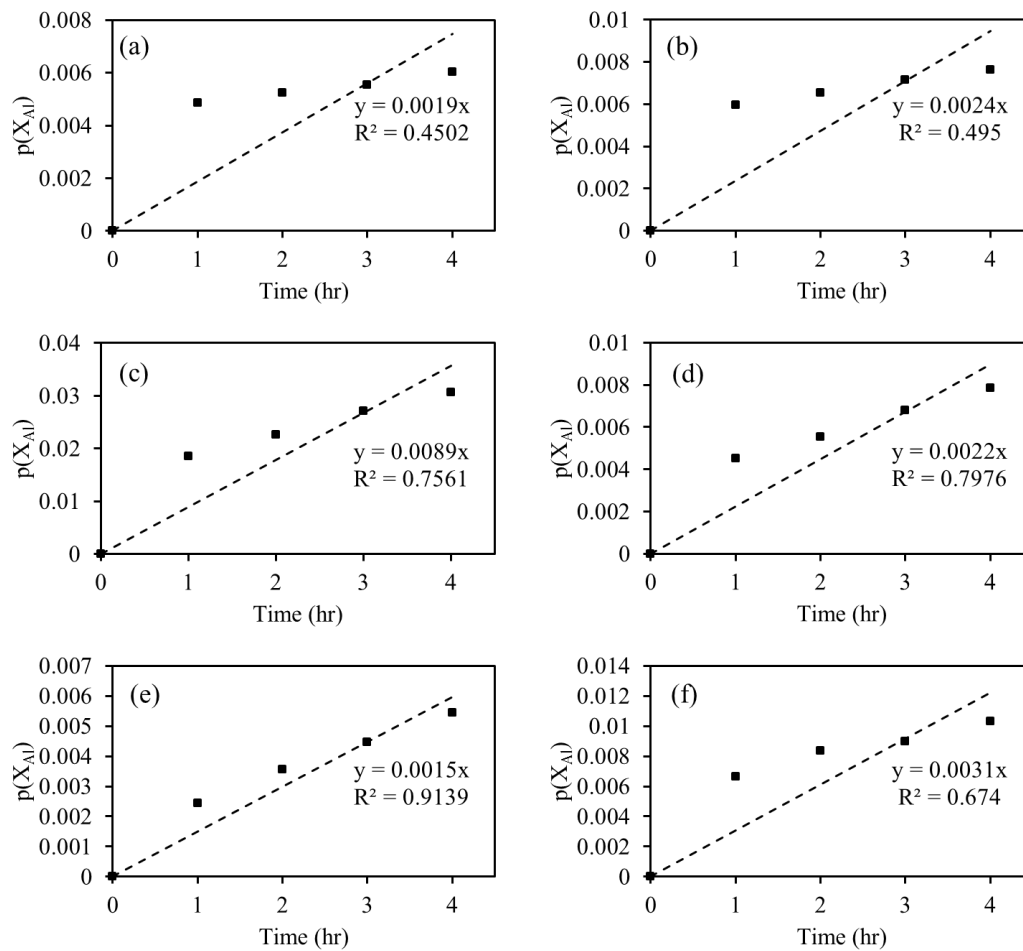 (a)
p(X_Al)
0.008
0.006
0.004
0.002
0
y = 0.0019x
R² = 0.4502
0 1 2 3 4
Time (hr)
(b)
p(X_Al)
0.01
0.008
0.006
0.004
0.002
0
y = 0.0024x
R² = 0.495
0 1 2 3 4
Time (hr)
(c)
p(X_Al)
0.04
0.03
0.02
0.01
0
y = 0.0089x
R² = 0.7561
0 1 2 3 4
Time (hr)
(d)
p(X_Al)
0.01
0.008
0.006
0.004
0.002
0
y = 0.0022x
R² = 0.7976
0 1 2 3 4
Time (hr)
(e)
p(X_Al)
0.007
0.006
0.005
0.004
0.003
0.002
0.001
0
y = 0.0015x
R² = 0.9139
0 1 2 3 4
Time (hr)
(f)
p(X_Al)
0.014
0.012
0.01
0.008
0.006
0.004
0.002
0
y = 0.0031x
R² = 0.674
0 1 2 3 4
Time (hr)